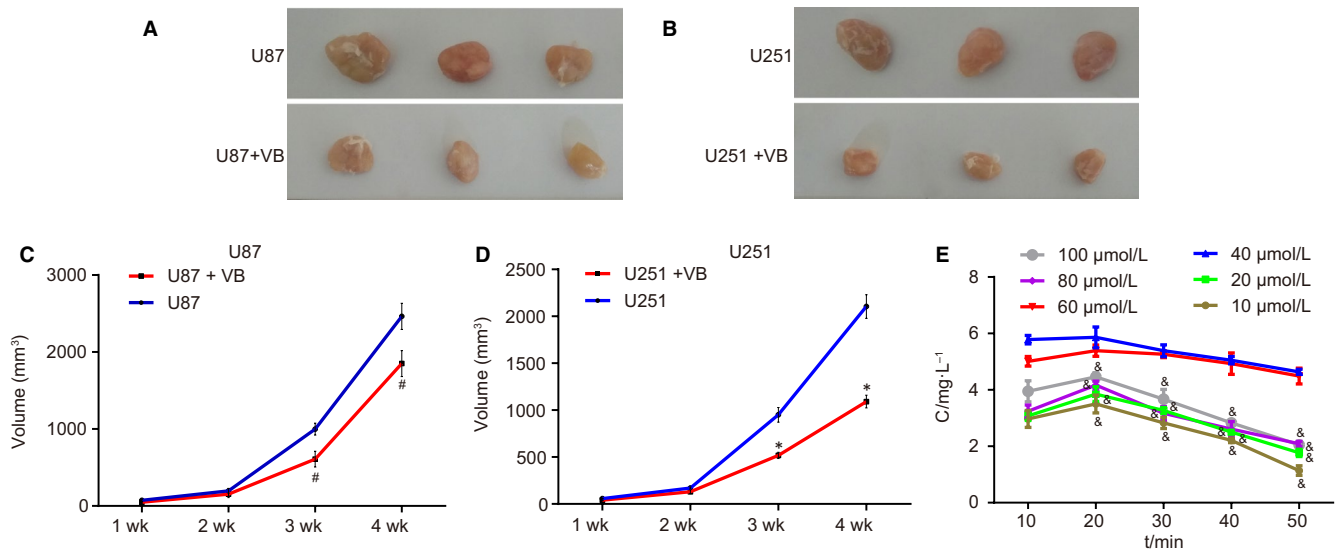 A
U87
U87+VB
B
U251
U251 +VB
C
U87
U87 + VB
U87
Volume (mm³)
3000
2000
1000
0
#
#
1 wk 2 wk 3 wk 4 wk
D
U251
U251 +VB
U251
Volume (mm³)
2500
2000
1500
1000
500
0
*
*
1 wk 2 wk 3 wk 4 wk
E
100 µmol/L 40 µmol/L
80 µmol/L 20 µmol/L
60 µmol/L 10 µmol/L
C/mg·L⁻¹
8
6
4
2
0
& & & & &
& & & & &
& & & & &
& & & & &
10 20 30 40 50
t/min